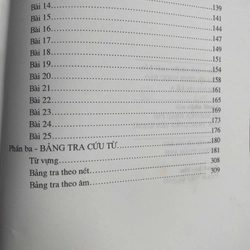 Bài 14 139
Bài 15 141
Bài 16 144
Bài 17 147
Bài 18 149
Bài 19 151
Bài 20 154
Bài 21 158
Bài 22 161
Bài 23 165
Bài 24 169
Bài 25 173
176
Phần ba - BẢNG TRA CỨU TỪ 180
Từ vựng 181
Bảng tra theo nét 308
Bảng tra theo âm 309